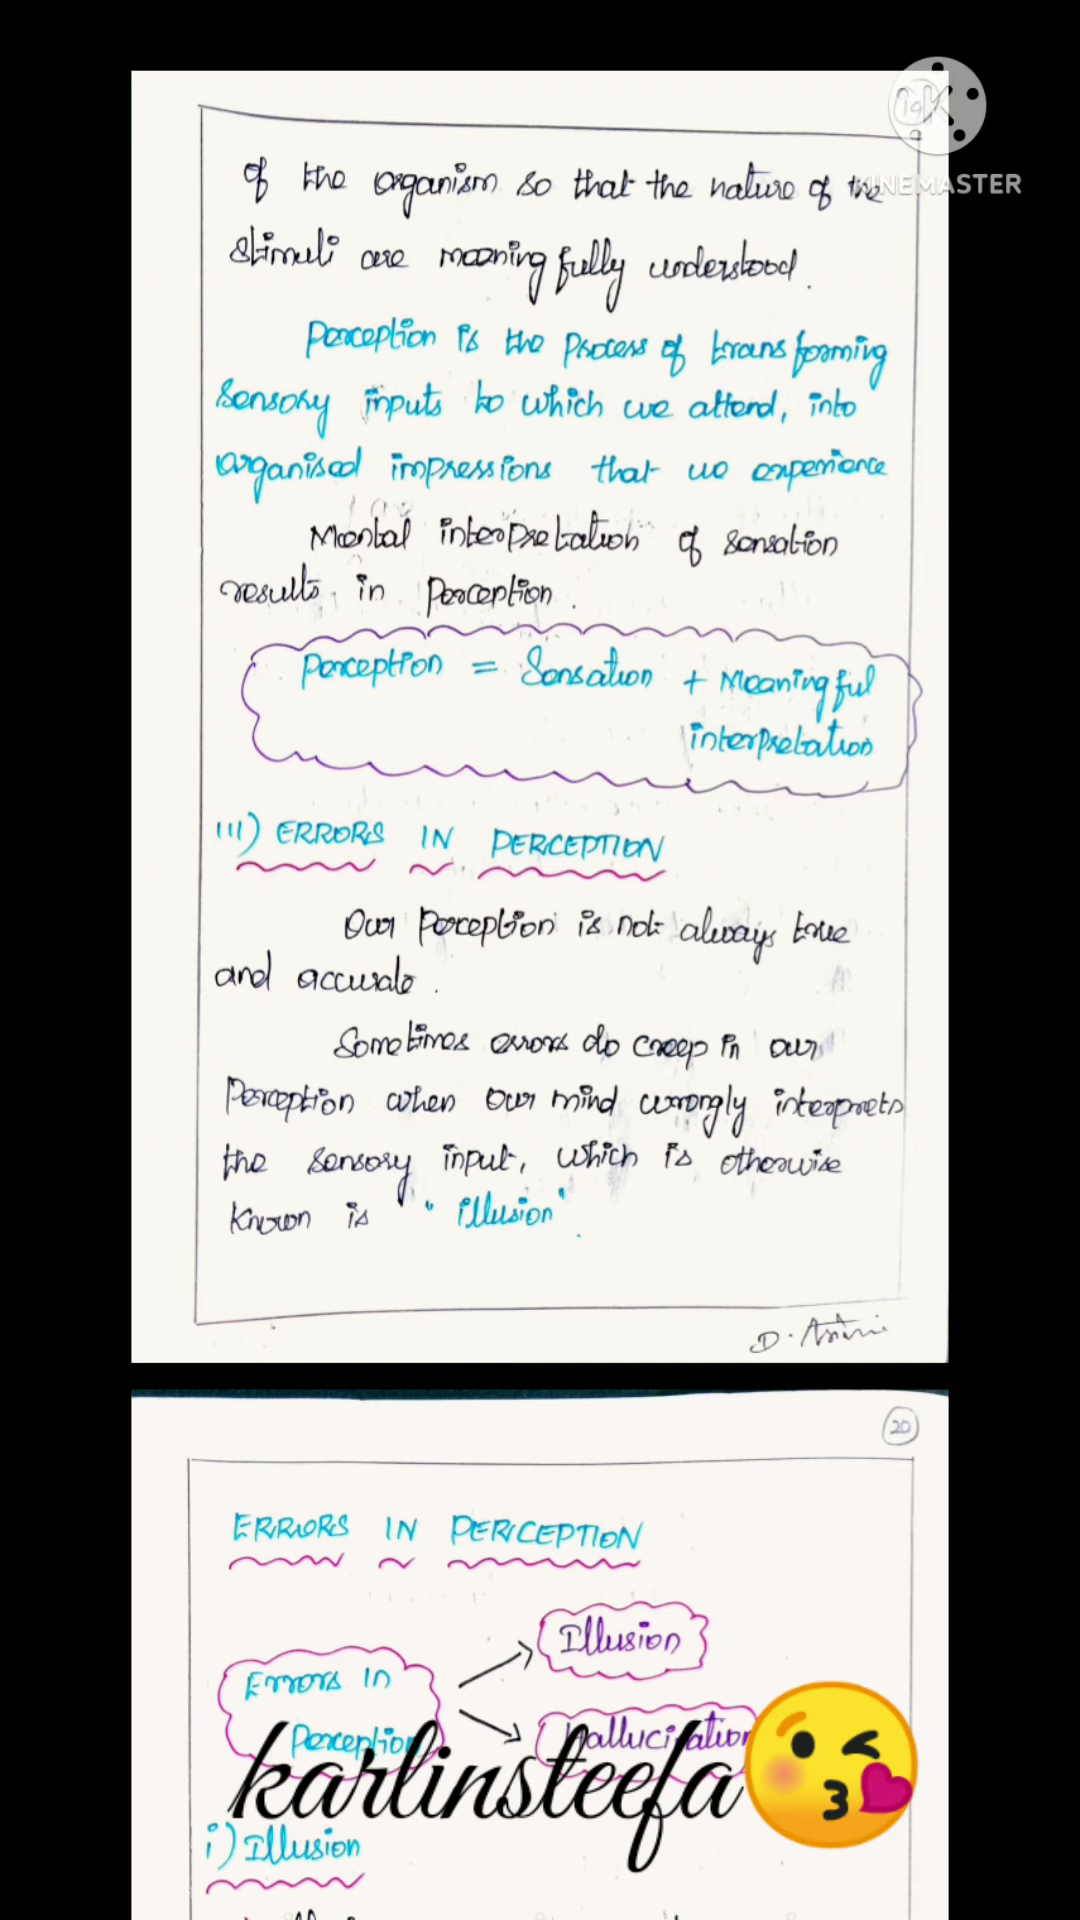 of the organism so that the nature of the
stimuli are meaningfully understood.
Perception is the process of transforming
sensory inputs to which we attend, into
organised impressions that we experience
Mental interpretation of sensation
results in perception.
Perception = Sensation + Meaningful
interpretation
III) ERRORS IN PERCEPTION
Our perception is not always true
and accurate.
Sometimes errors do creep in our
perception when our mind wrongly interprets
the sensory input, which is otherwise
known is "illusion".
D.
20
ERRORS IN PERCEPTION
Illusion
Errors in
Perception
Hallucination
karlinsteefa
i) Illusion
KINEMASTER